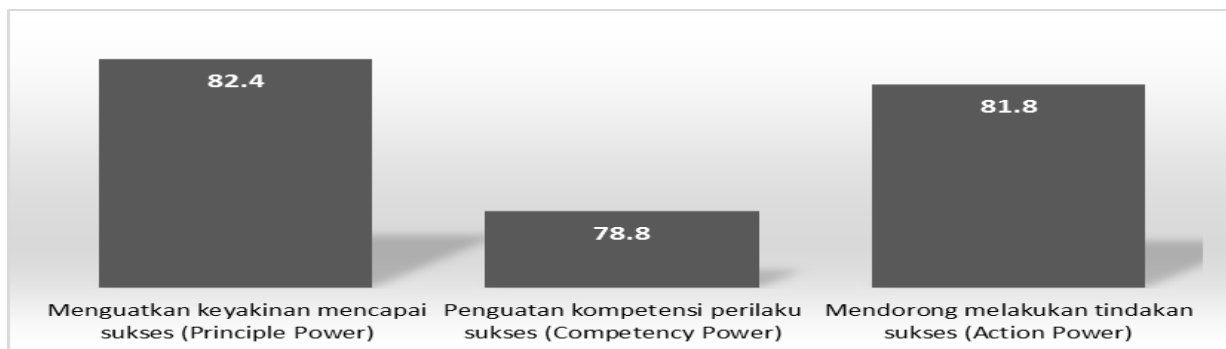 82.4
78.8
81.8
Menguatkan keyakinan mencapai
sukses (Principle Power)
Penguatan kompetensi perilaku
sukses (Competency Power)
Mendorong melakukan tindakan
sukses (Action Power)